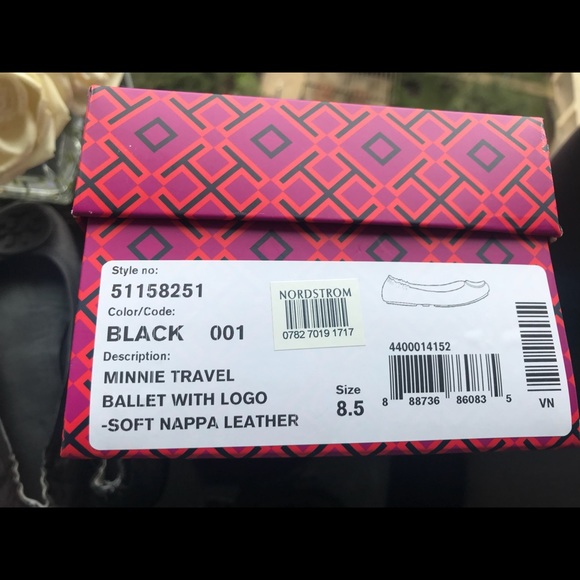 Style no:
51158251
Color/Code:
BLACK 001
Description:
MINNIE TRAVEL
BALLET WITH LOGO
-SOFT NAPPA LEATHER
NORDSTROM
0782 7019 1717
Size
8.5
4400014152
8 88736 86083 5
VN